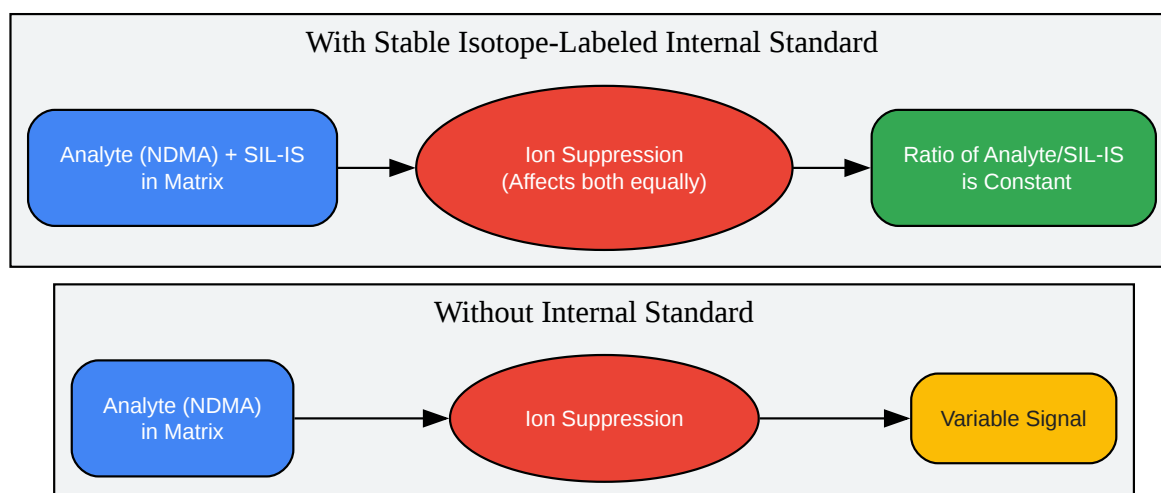 With Stable Isotope-Labeled Internal Standard
Analyte (NDMA) + SIL-IS
in Matrix
Ion Suppression
(Affects both equally)
Ratio of Analyte/SIL-IS
is Constant
Without Internal Standard
Analyte (NDMA)
in Matrix
Ion Suppression
Variable Signal